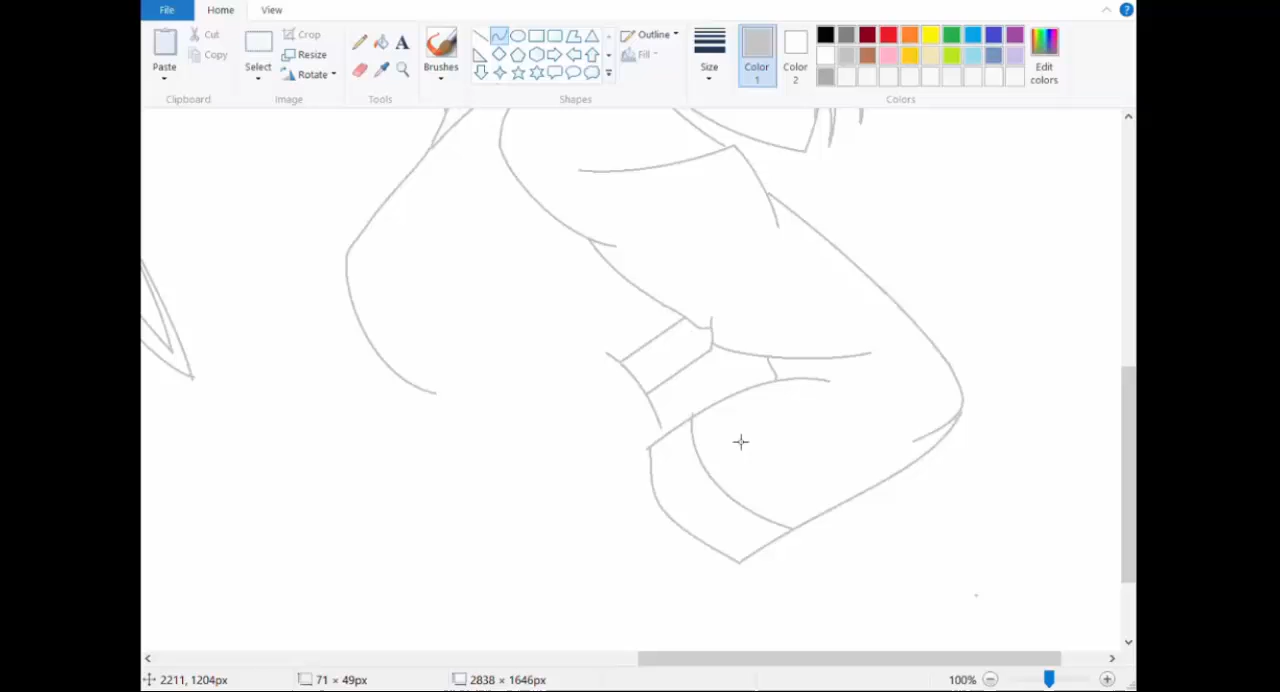 File Home View
Paste Cut Copy
Clipboard
Select Crop Resize Rotate
Image
A
Tools
Brushes
Shapes
Outline
Fill
Size
Color 1
Color 2
Edit colors
Colors
2211, 1204px 71 × 49px 2838 × 1646px 100%